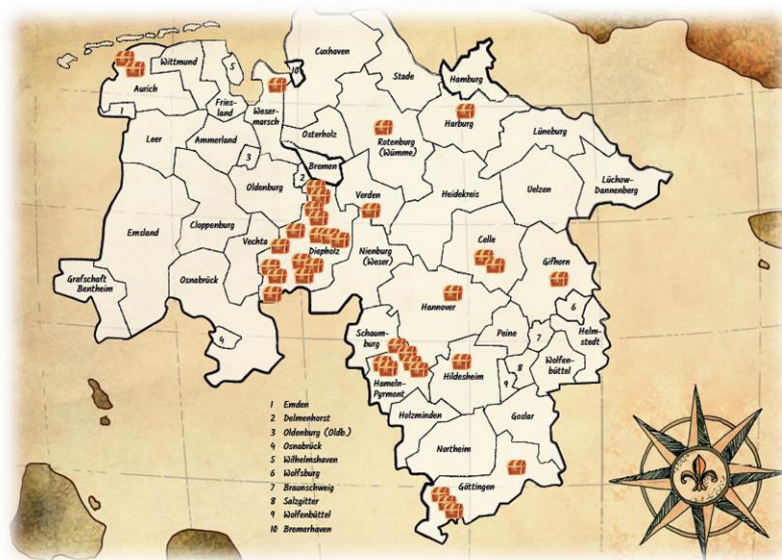 Cuxhaven
Wittmund
5
10
Stade
Hamburg
Aurich
1
Fries-
land
Weser-
marsch
Harburg
Rotenburg
(Wümme)
Lüneburg
Osterholz
Leer
Ammerland
3
Bremen
2
Lüchow-
Dannenberg
Oldenburg
Verden
Heidekreis
Uelzen
Emsland
Cloppenburg
Vechta
Diepholz
Nienburg
(Weser)
Celle
Gifhorn
Grafschaft
Bentheim
Osnabrück
Hannover
6
4
Schaum-
burg
Peine
7
Helm-
stedt
Hameln-
Pyrmont
Hildesheim
8
9
Wolfen-
büttel
Holzminden
Goslar
Northeim
Göttingen
1 Emden
2 Delmenhorst
3 Oldenburg (Oldb.)
4 Osnabrück
5 Wilhelmshaven
6 Wolfsburg
7 Braunschweig
8 Salzgitter
9 Wolfenbüttel
10 Bremerhaven